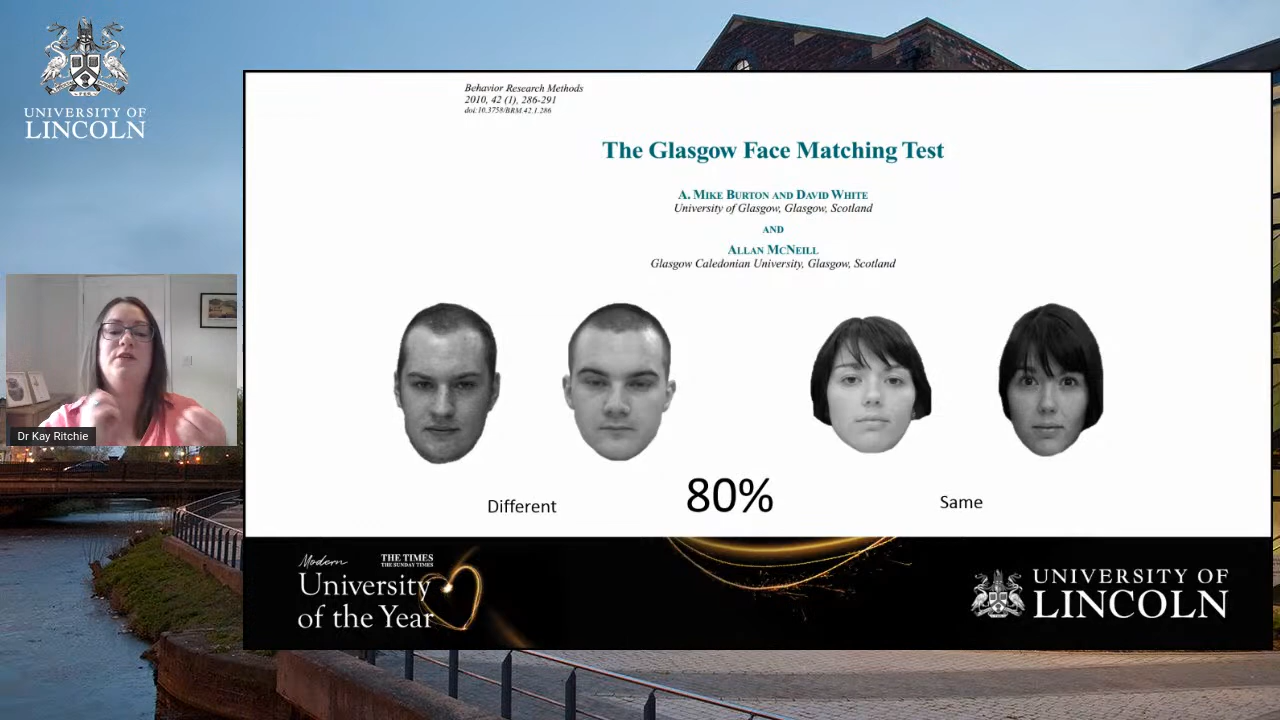 UNIVERSITY OF
LINCOLN
Behavior Research Methods
2010, 42 (1), 286-291
doi:10.3758/BRM.42.1.286
The Glasgow Face Matching Test
A. MIKE BURTON AND DAVID WHITE
University of Glasgow, Glasgow, Scotland
AND
ALLAN MCNEILL
Glasgow Caledonian University, Glasgow, Scotland
Dr Kay Ritchie
Different
80%
Same
Modern
THE TIMES
THE SUNDAY TIMES
University
of the Year
UNIVERSITY OF
LINCOLN